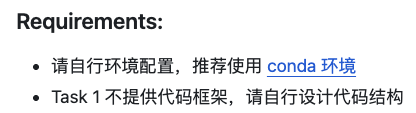 Requirements:
请自行环境配置，推荐使用 conda 环境
Task 1 不提供代码框架，请自行设计代码结构